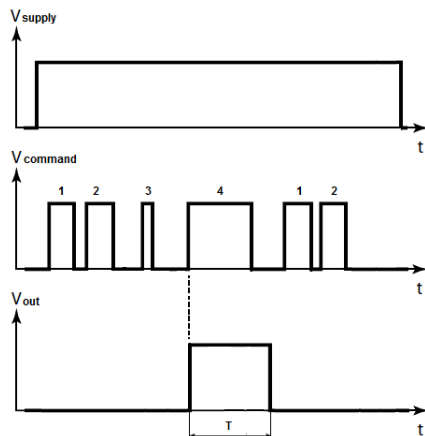 V supply
t
V command
1 2 3 4 1 2
t
V out
T
t